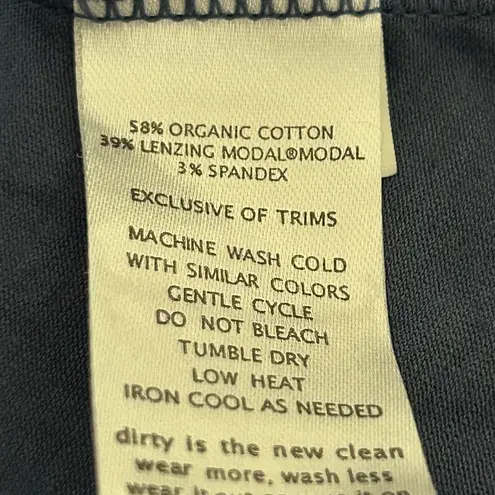 58% ORGANIC COTTON
39% LENZING MODAL®MODAL
3% SPANDEX
EXCLUSIVE OF TRIMS
MACHINE WASH COLD
WITH SIMILAR COLORS
GENTLE CYCLE
DO NOT BLEACH
TUMBLE DRY
LOW HEAT
IRON COOL AS NEEDED
dirty is the new clean
wear more, wash less
wear it